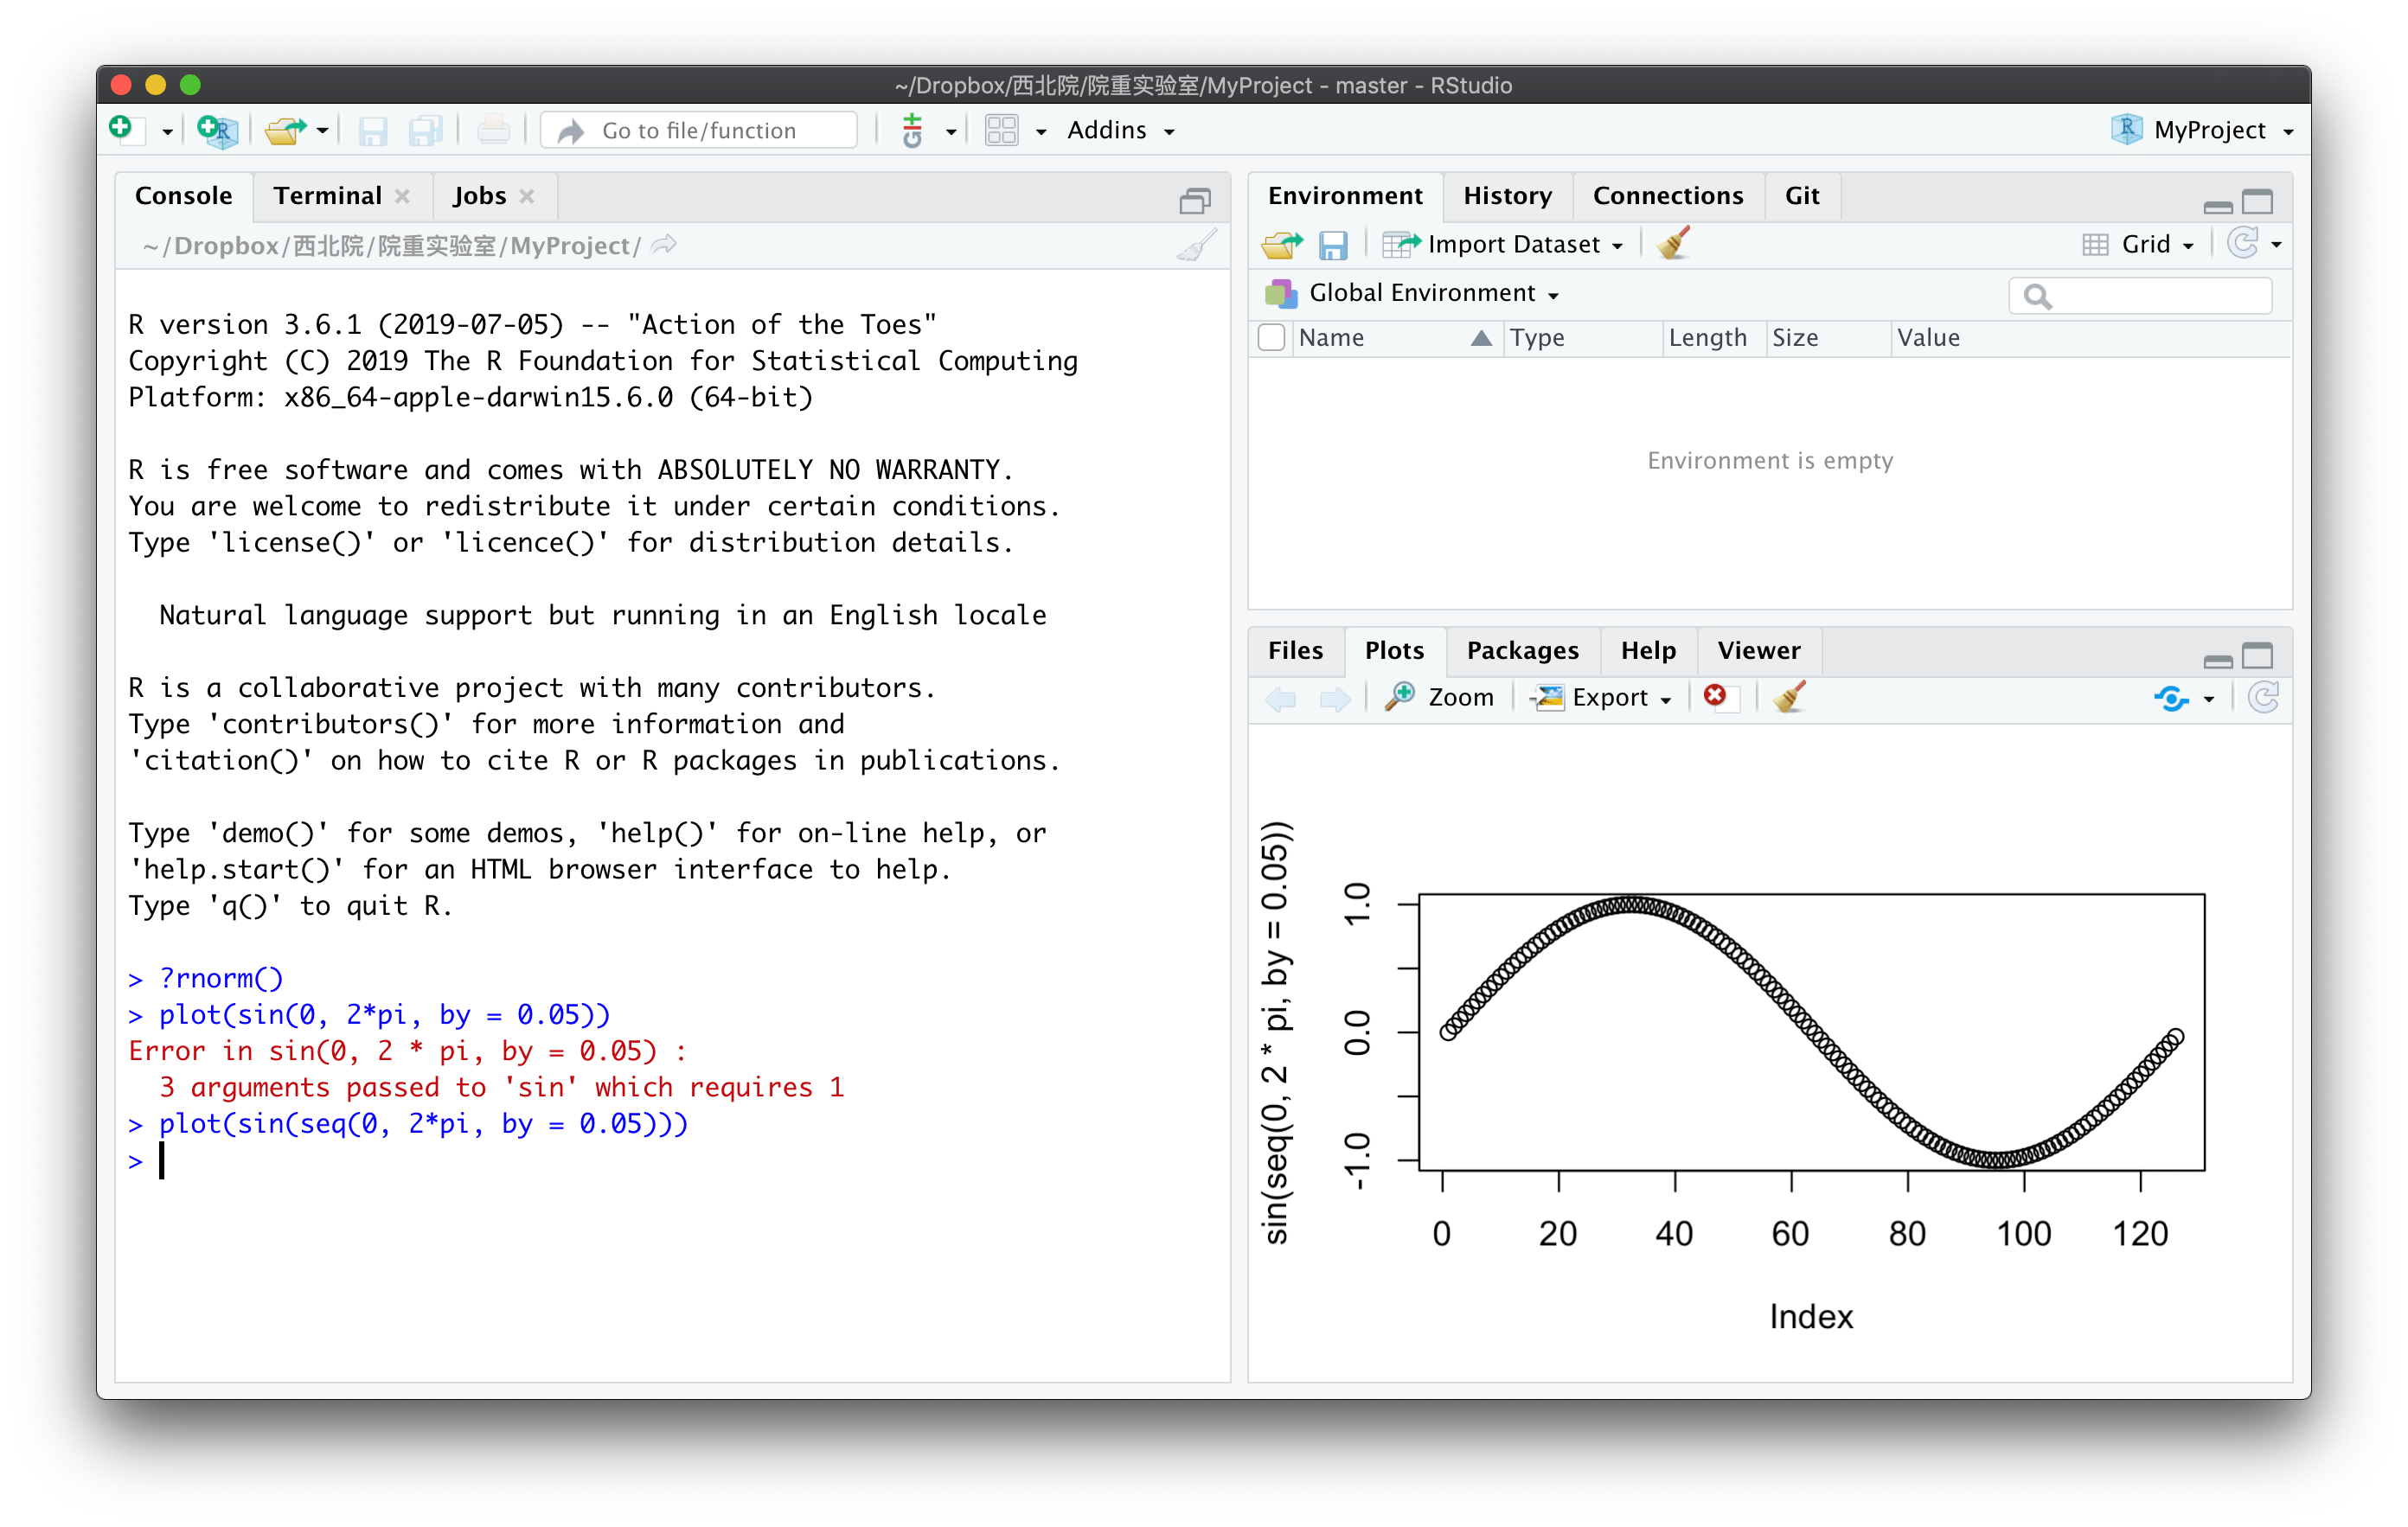 ~/Dropbox/西北院/院重实验室/MyProject - master - RStudio
Go to file/function
Addins
MyProject
Console
Terminal
Jobs
~/Dropbox/西北院/院重实验室/MyProject/
R version 3.6.1 (2019-07-05) -- "Action of the Toes"
Copyright (C) 2019 The R Foundation for Statistical Computing
Platform: x86_64-apple-darwin15.6.0 (64-bit)
R is free software and comes with ABSOLUTELY NO WARRANTY.
You are welcome to redistribute it under certain conditions.
Type 'license()' or 'licence()' for distribution details.
Natural language support but running in an English locale
R is a collaborative project with many contributors.
Type 'contributors()' for more information and
'citation()' on how to cite R or R packages in publications.
Type 'demo()' for some demos, 'help()' for on-line help, or
'help.start()' for an HTML browser interface to help.
Type 'q()' to quit R.
> ?rnorm()
> plot(sin(0, 2*pi, by = 0.05))
Error in sin(0, 2 * pi, by = 0.05) :
3 arguments passed to 'sin' which requires 1
> plot(sin(seq(0, 2*pi, by = 0.05)))
>
Environment
History
Connections
Git
Import Dataset
Grid
Global Environment
Name
Type
Length
Size
Value
Environment is empty
Files
Plots
Packages
Help
Viewer
Zoom
Export
sin(seq(0, 2 * pi, by = 0.05))
1.0
0.0
-1.0
0 20 40 60 80 100 120
Index